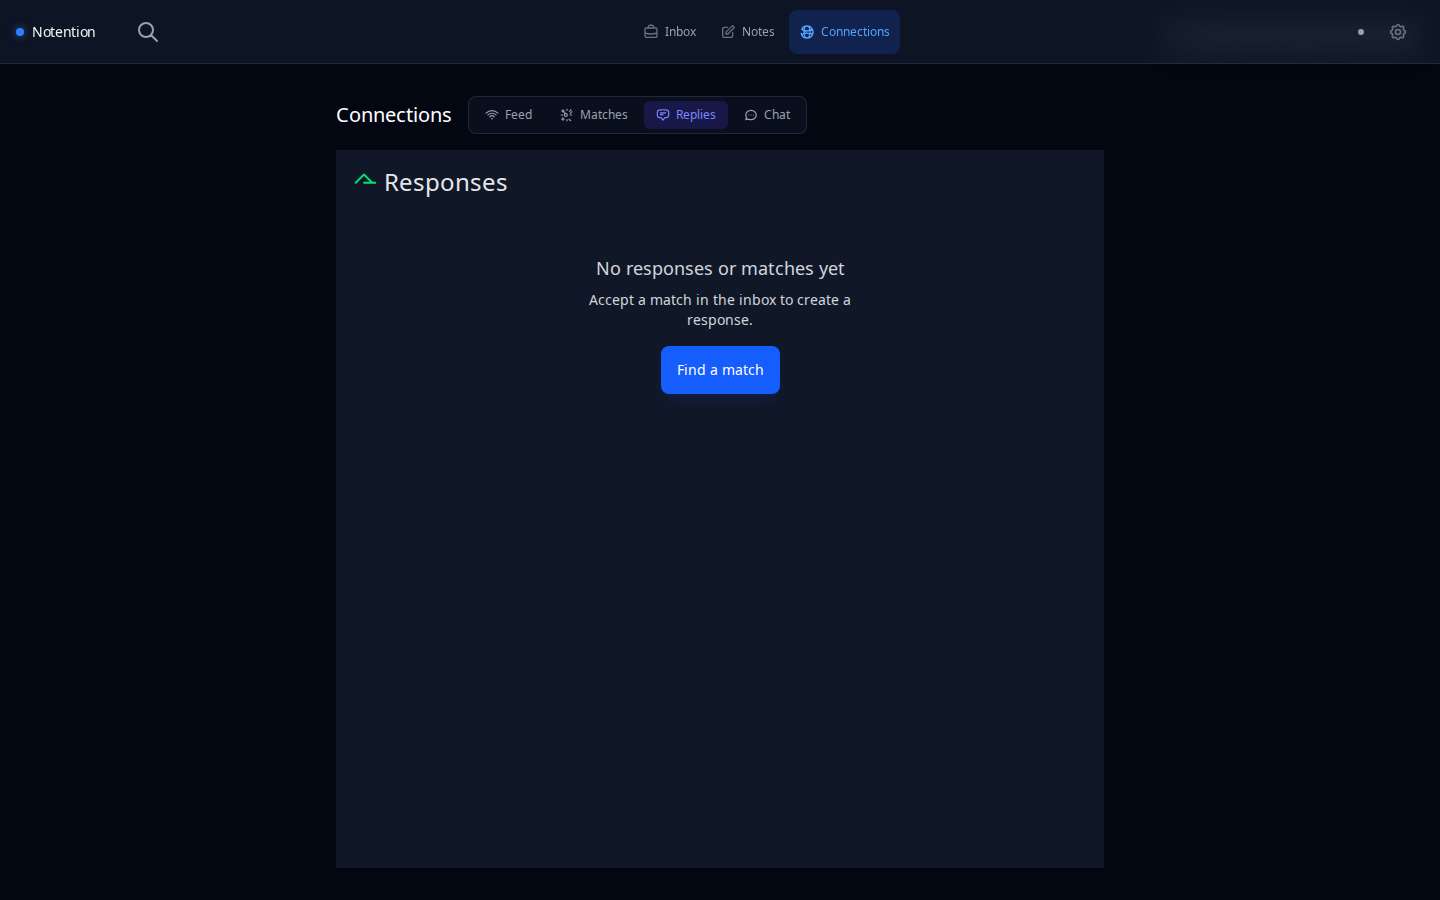 Notention
Inbox
Notes
Connections
Connections
Feed
Matches
Replies
Chat
Responses
No responses or matches yet
Accept a match in the inbox to create a
response.
Find a match